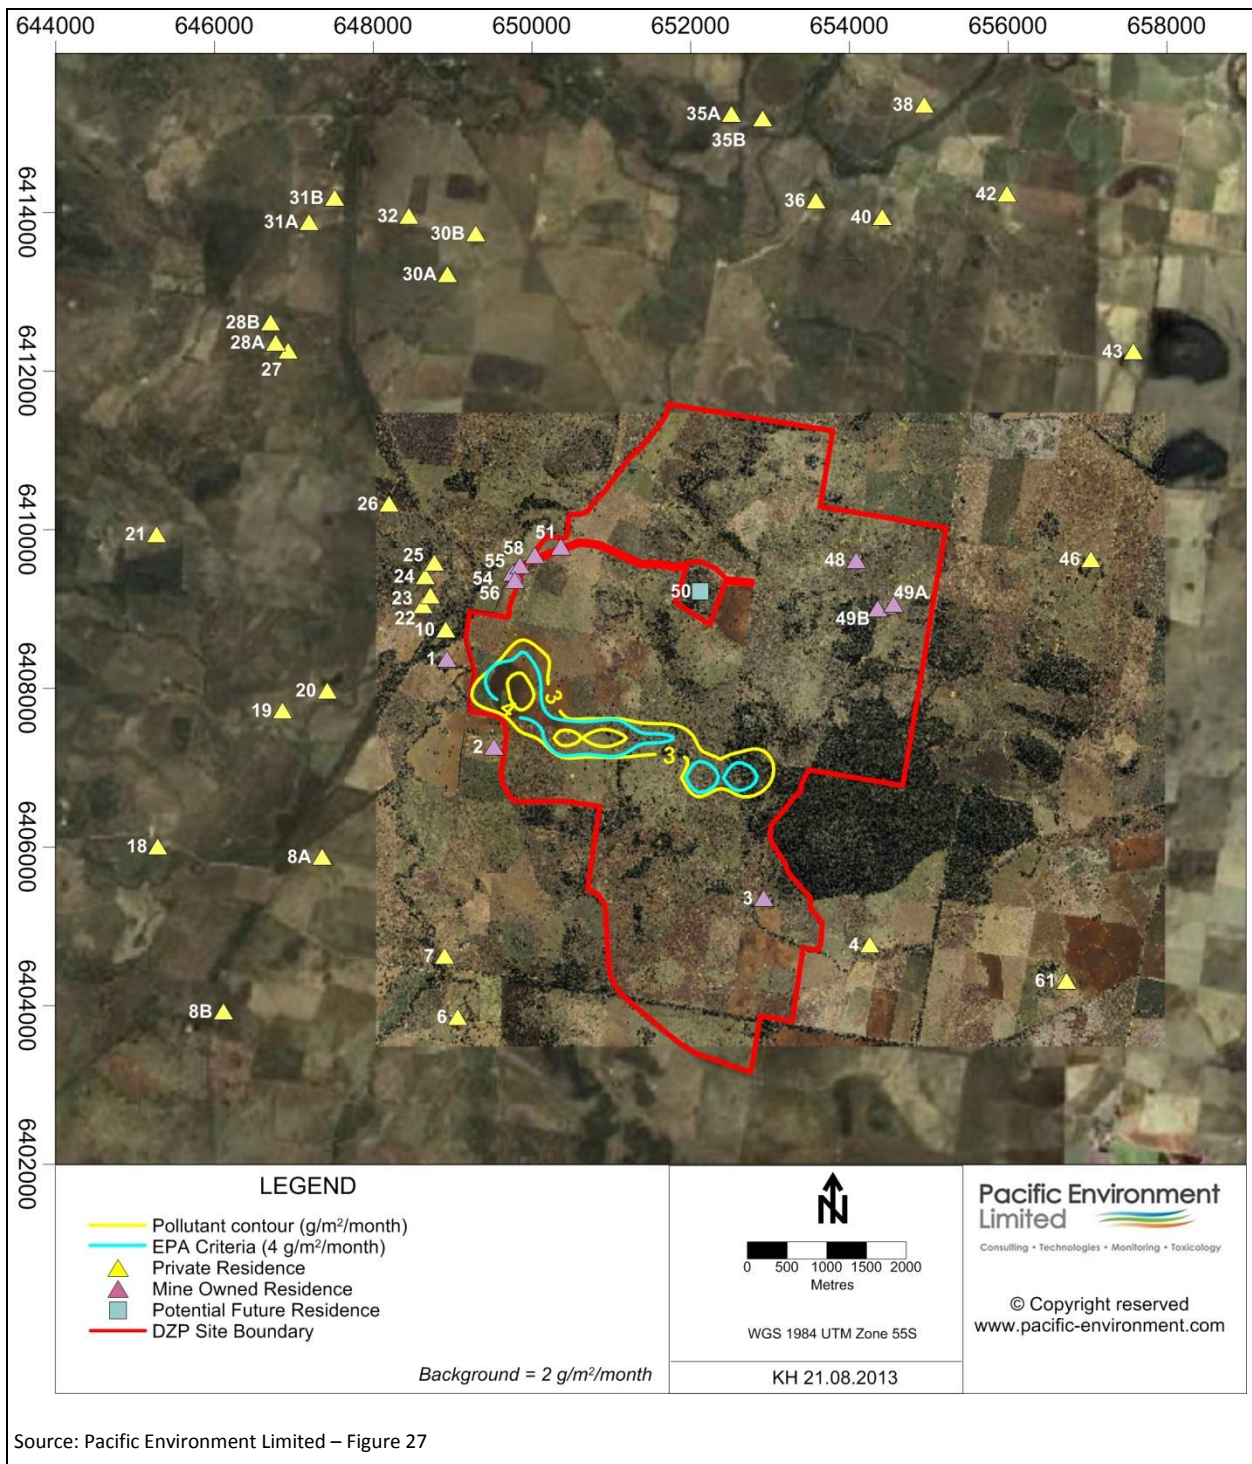 644000 646000 648000 650000 652000 654000 656000 658000
6414000
6412000
6410000
6408000
6406000
6404000
6402000
35A
35B
38
31B
31A
32
30B
30A
36
40
42
28B
28A
27
43
26
21
51
58
55
54
56
25
24
23
22
10
1
48
46
50
49A
49B
20
19
3
4
2
3
18
8A
3
7
4
61
8B
6
LEGEND
Pollutant contour (g/m²/month)
EPA Criteria (4 g/m²/month)
Private Residence
Mine Owned Residence
Potential Future Residence
DZP Site Boundary
Background = 2 g/m²/month
N
0 500 1000 1500 2000
Metres
WGS 1984 UTM Zone 55S
KH 21.08.2013
Pacific Environment
Limited
Consulting • Technologies • Monitoring • Toxicology
© Copyright reserved
www.pacific-environment.com
Source: Pacific Environment Limited – Figure 27